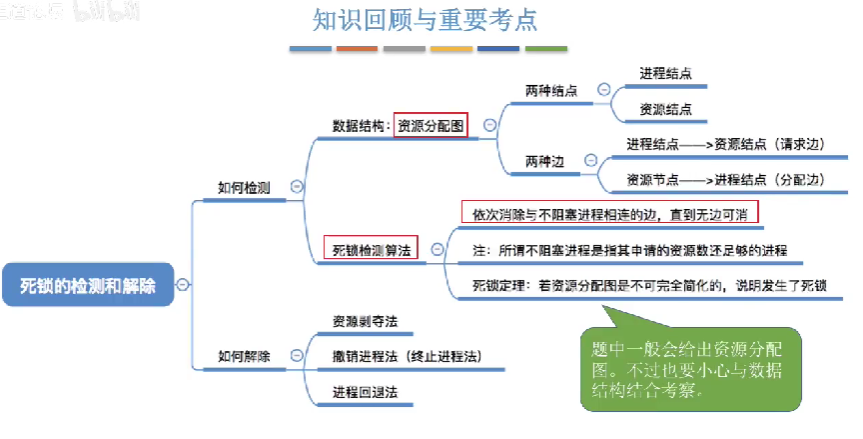 知识回顾与重要考点
进程结点
两种结点
资源结点
数据结构：资源分配图
进程结点——>资源结点（请求边）
两种边
资源节点——>进程结点（分配边）
如何检测
依次消除与不阻塞进程相连的边，直到无边可消
死锁检测算法
注：所谓不阻塞进程是指其申请的资源数还足够的进程
死锁定理：若资源分配图是不可完全简化的，说明发生了死锁
死锁的检测和解除
资源剥夺法
如何解除
撤销进程法（终止进程法）
进程回退法
题中一般会给出资源分配
图。不过也要小心与数据
结构结合考察。